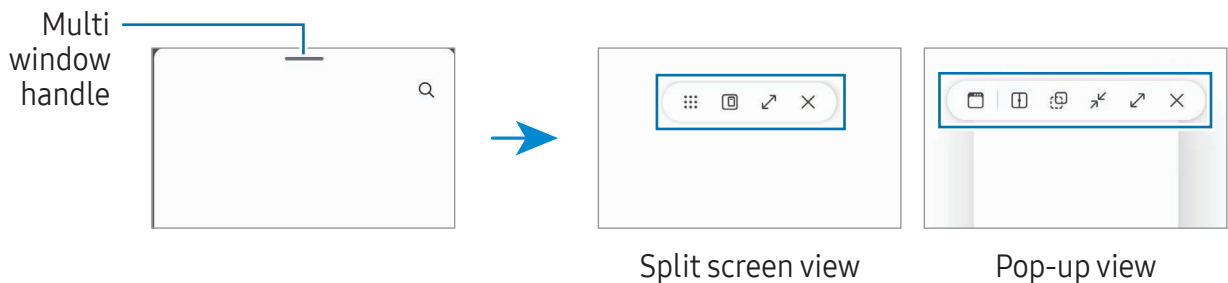 Multi
window
handle
Split screen view
Pop-up view